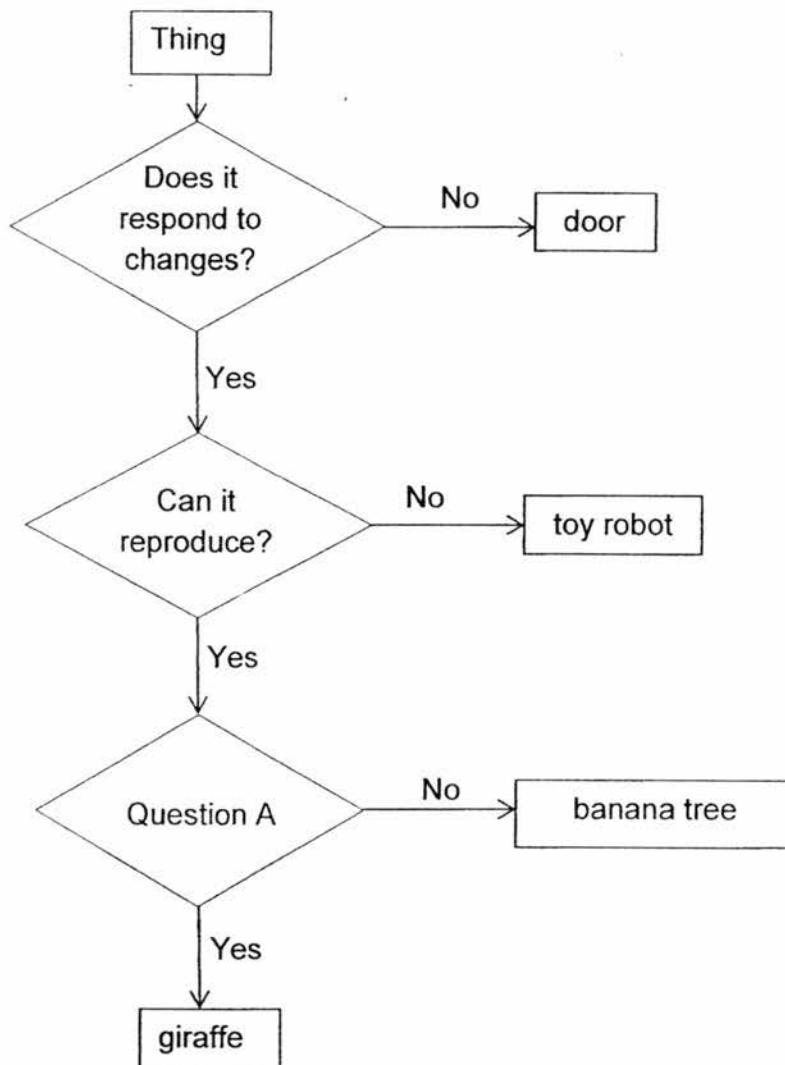 Thing
Does it
respond to
changes?
No
door
Yes
Can it
reproduce?
No
toy robot
Yes
Question A
No
banana tree
Yes
giraffe